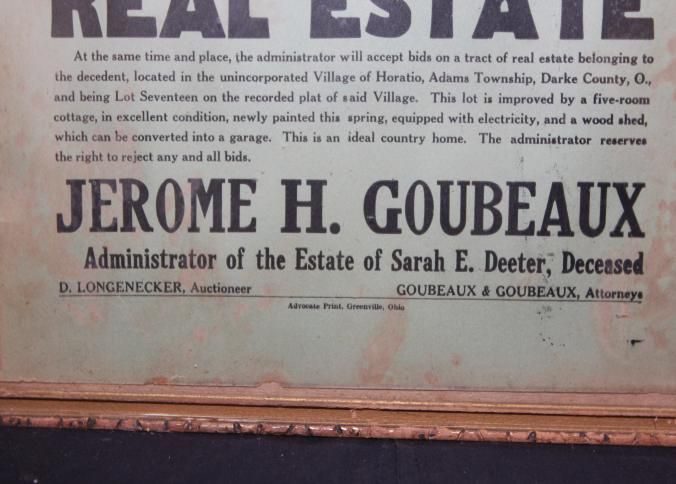 REAL ESTATE
At the same time and place, the administrator will accept bids on a tract of real estate belonging to
the decedent, located in the unincorporated Village of Horatio, Adams Township, Darke County, O.,
and being Lot Seventeen on the recorded plat of said Village. This lot is improved by a five-room
cottage, in excellent condition, newly painted this spring, equipped with electricity, and a wood shed,
which can be converted into a garage. This is an ideal country home. The administrator reserves
the right to reject any and all bids.
JEROME H. GOUBEAUX
Administrator of the Estate of Sarah E. Deeter, Deceased
D. LONGENECKER, Auctioneer GOUBEAUX & GOUBEAUX, Attorneys
Advocate Print, Greenville, Ohio